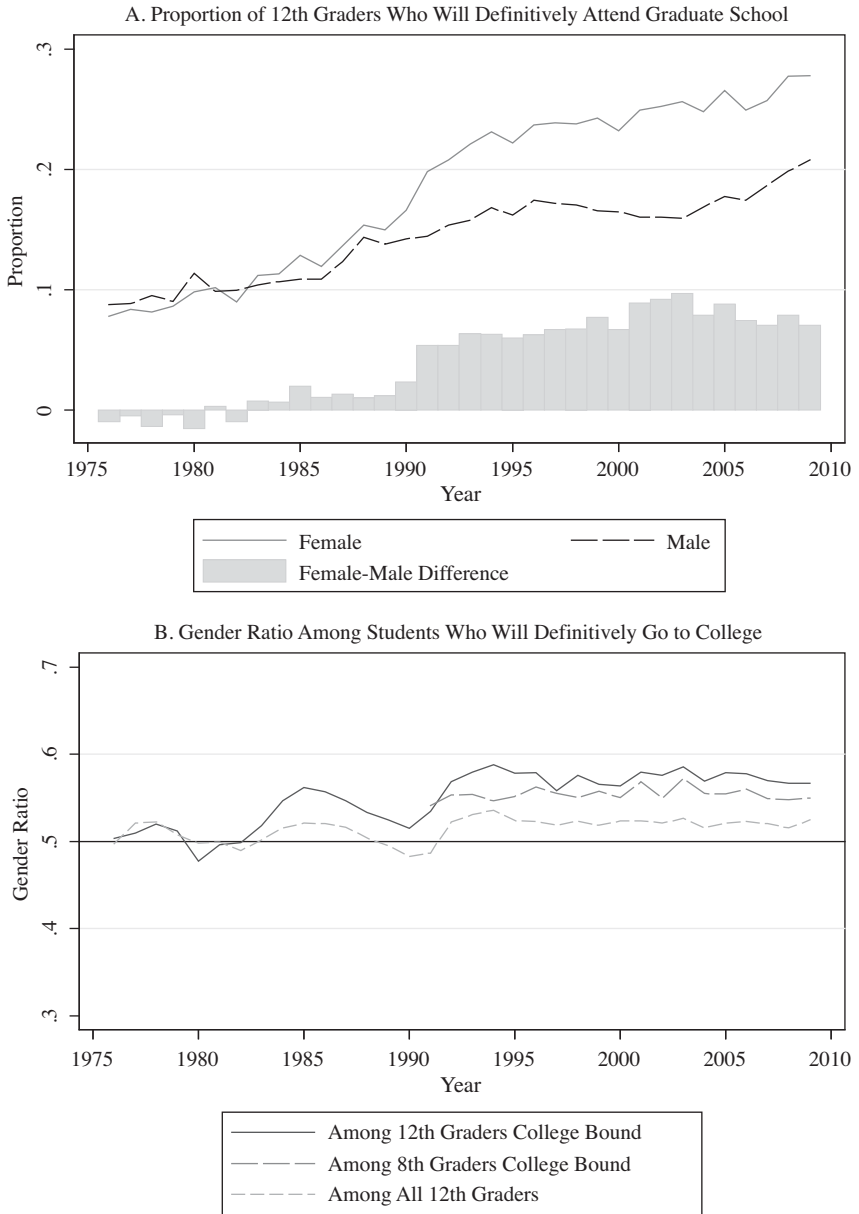 A. Proportion of 12th Graders Who Will Definitively Attend Graduate School
.3
.2
.1
0
Proportion
1975 1980 1985 1990 1995 2000 2005 2010
Year
Female Male
Female-Male Difference
B. Gender Ratio Among Students Who Will Definitively Go to College
.7
.6
.5
.4
.3
Gender Ratio
1975 1980 1985 1990 1995 2000 2005 2010
Year
Among 12th Graders College Bound
Among 8th Graders College Bound
Among All 12th Graders